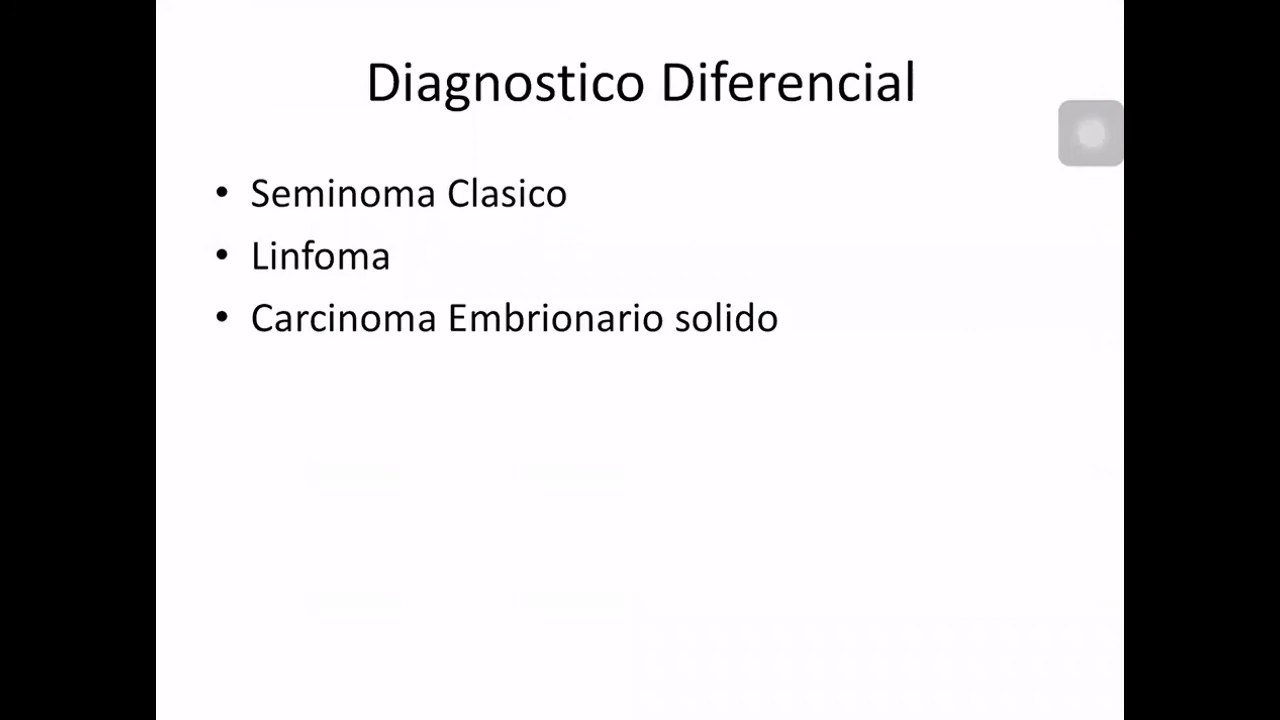 Diagnostico Diferencial
• Seminoma Clasico
• Linfoma
• Carcinoma Embrionario solido